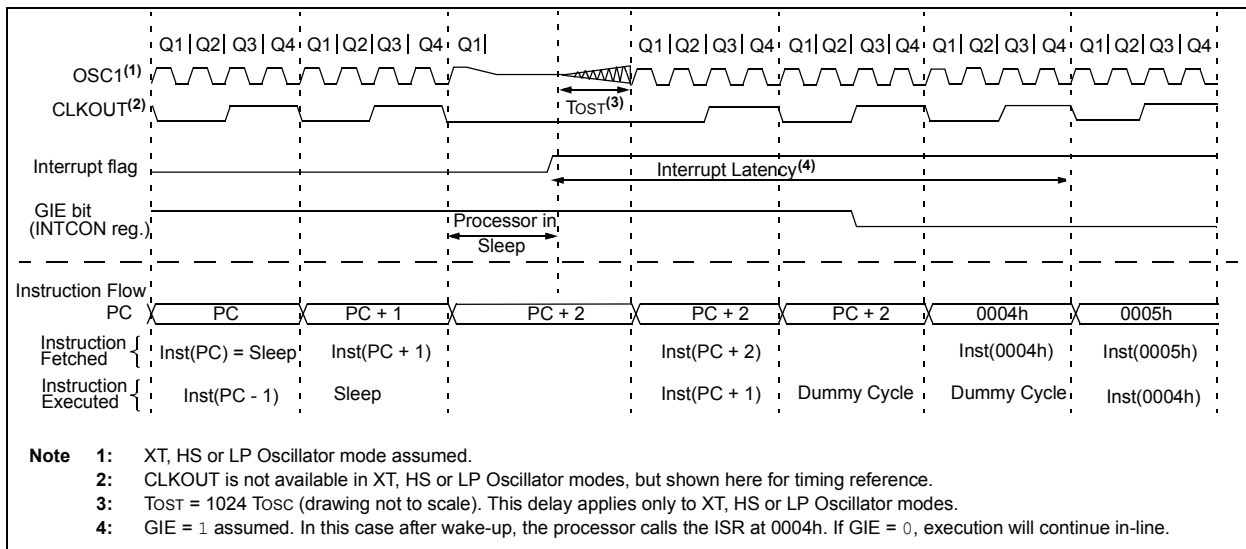 Q1| Q2| Q3| Q4| Q1| Q2| Q3| Q4| Q1| Q1| Q2| Q3| Q4| Q1| Q2| Q3| Q4| Q1| Q2| Q3| Q4| Q1| Q2| Q3| Q4|
OSC1(1)
TOST(3)
CLKOUT(2)
Interrupt flag
Interrupt Latency(4)
GIE bit
(INTCON reg.)
Processor in
Sleep
Instruction Flow
PC PC PC + 1 PC + 2 PC + 2 PC + 2 0004h 0005h
Instruction
Fetched { Inst(PC) = Sleep Inst(PC + 1) Inst(PC + 2) Inst(0004h) Inst(0005h)
Instruction
Executed { Inst(PC - 1) Sleep Inst(PC + 1) Dummy Cycle Dummy Cycle Inst(0004h)
Note 1: XT, HS or LP Oscillator mode assumed.
2: CLKOUT is not available in XT, HS or LP Oscillator modes, but shown here for timing reference.
3: TOST = 1024 TOSC (drawing not to scale). This delay applies only to XT, HS or LP Oscillator modes.
4: GIE = 1 assumed. In this case after wake-up, the processor calls the ISR at 0004h. If GIE = 0, execution will continue in-line.